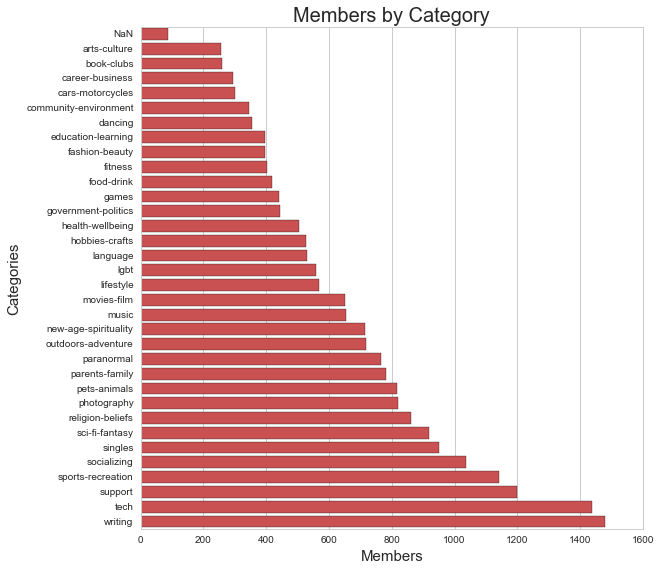 Members by Category
Categories
NaN
arts-culture
book-clubs
career-business
cars-motorcycles
community-environment
dancing
education-learning
fashion-beauty
fitness
food-drink
games
government-politics
health-wellbeing
hobbies-crafts
language
lgbt
lifestyle
movies-film
music
new-age-spirituality
outdoors-adventure
paranormal
parents-family
pets-animals
photography
religion-beliefs
sci-fi-fantasy
singles
socializing
sports-recreation
support
tech
writing
0 200 400 600 800 1000 1200 1400 1600
Members